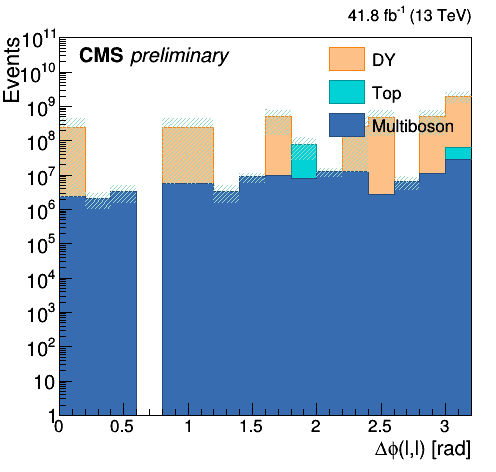 41.8 fb⁻¹ (13 TeV)
Events
CMS preliminary
DY
Top
Multiboson
10¹¹
10¹⁰
10⁹
10⁸
10⁷
10⁶
10⁵
10⁴
10³
10²
10
1
0 0.5 1 1.5 2 2.5 3
Δϕ(l,l) [rad]